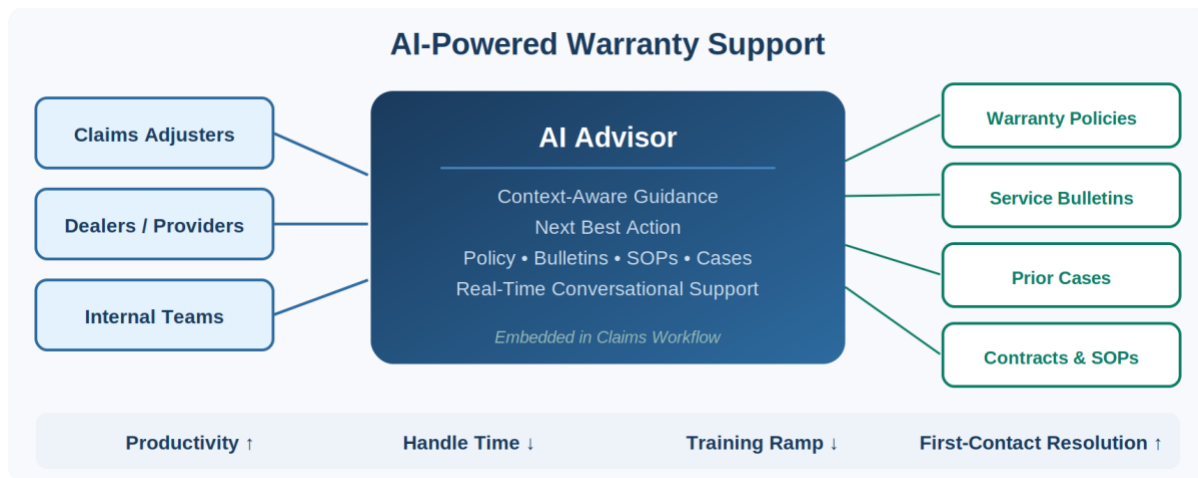 AI-Powered Warranty Support
Claims Adjusters
Dealers / Providers
Internal Teams
AI Advisor
Context-Aware Guidance
Next Best Action
Policy • Bulletins • SOPs • Cases
Real-Time Conversational Support
Embedded in Claims Workflow
Warranty Policies
Service Bulletins
Prior Cases
Contracts & SOPs
Productivity ↑
Handle Time ↓
Training Ramp ↓
First-Contact Resolution ↑